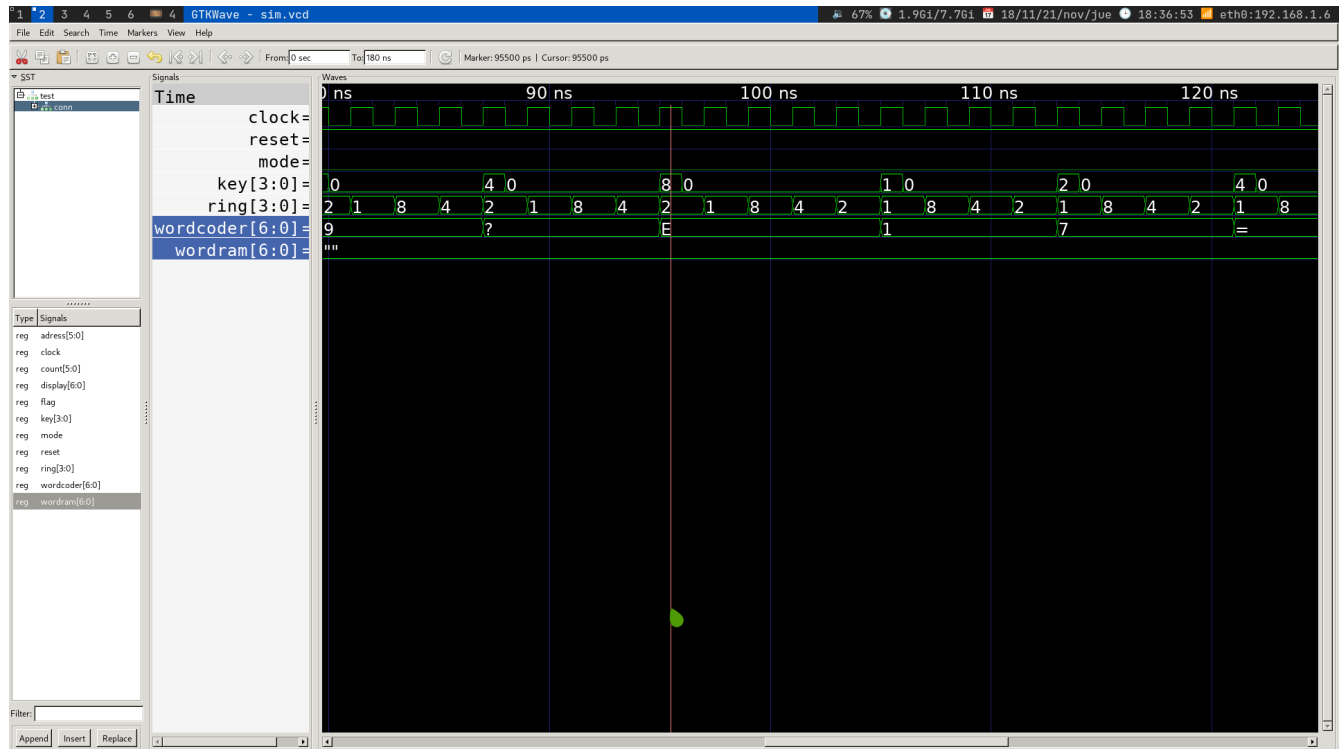 1 2 3 4 5 6 4 GTKWave - sim.vcd 67% 1.9Gi/7.7Gi 18/11/21/nov/jue 18:36:53 eth0:192.168.1.6
File Edit Search Time Markers View Help
From: 0 sec To: 180 ns Marker: 95500 ps | Cursor: 95500 ps
SST
test
conn
Type Signals
reg adress[5:0]
reg clock
reg count[5:0]
reg display[6:0]
reg flag
reg key[3:0]
reg mode
reg reset
reg ring[3:0]
reg wordcoder[6:0]
reg wordram[6:0]
Filter:
Append Insert Replace
Signals
Time
clock=
reset=
mode=
key[3:0]=
ring[3:0]=
wordcoder[6:0]=
wordram[6:0]=
Waves
0 ns 90 ns 100 ns 110 ns 120 ns
0 4 0 8 0 1 0 2 0 4 0
2 1 8 4 2 1 8 4 2 1 8 4 2 1 8 4 2 1 8 4 2 1 8
9 ? E 1 7 =
""